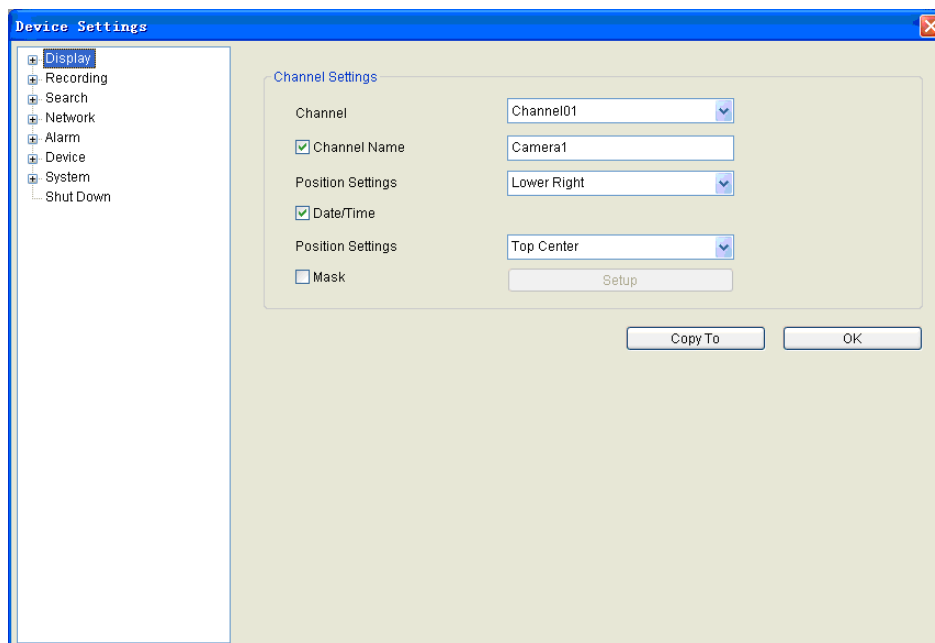 Device Settings
Display
Recording
Search
Network
Alarm
Device
System
Shut Down
Channel Settings
Channel Channel01
Channel Name Camera1
Position Settings Lower Right
Date/Time
Position Settings Top Center
Mask Setup
Copy To OK